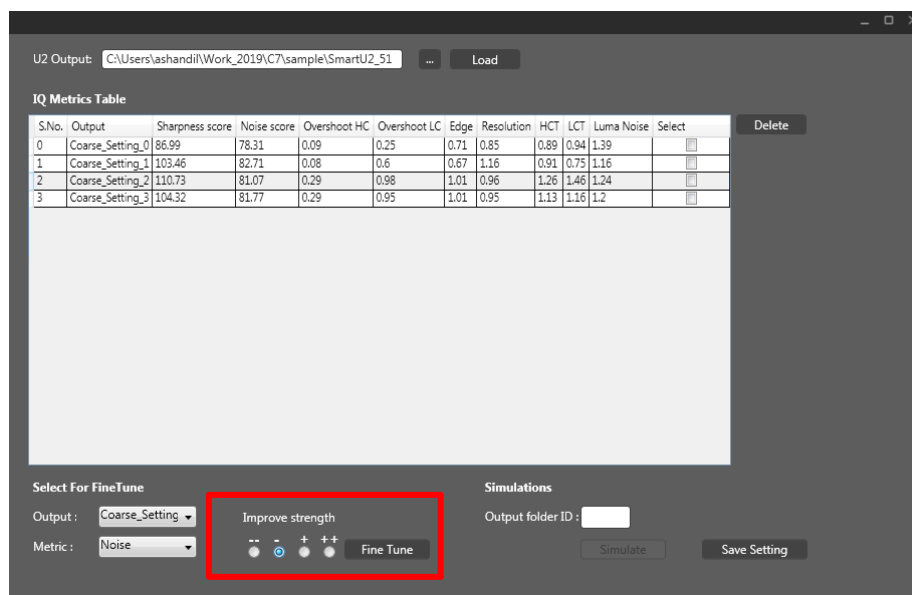 U2 Output: C:\Users\ashandil\Work_2019\C7\sample\SmartU2_51 ... Load
IQ Metrics Table
S.No. Output Sharpness score Noise score Overshoot HC Overshoot LC Edge Resolution HCT LCT Luma Noise Select Delete
0 Coarse_Setting_0 86.99 78.31 0.09 0.25 0.71 0.85 0.89 0.94 1.39
1 Coarse_Setting_1 103.46 82.71 0.08 0.6 0.67 1.16 0.91 0.75 1.16
2 Coarse_Setting_2 110.73 81.07 0.29 0.98 1.01 0.96 1.26 1.46 1.24
3 Coarse_Setting_3 104.32 81.77 0.29 0.95 1.01 0.95 1.13 1.16 1.2
Select For FineTune Simulations
Output : Coarse_Setting Improve strength Output folder ID :
-- - + ++
Metric : Noise Fine Tune Simulate Save Setting